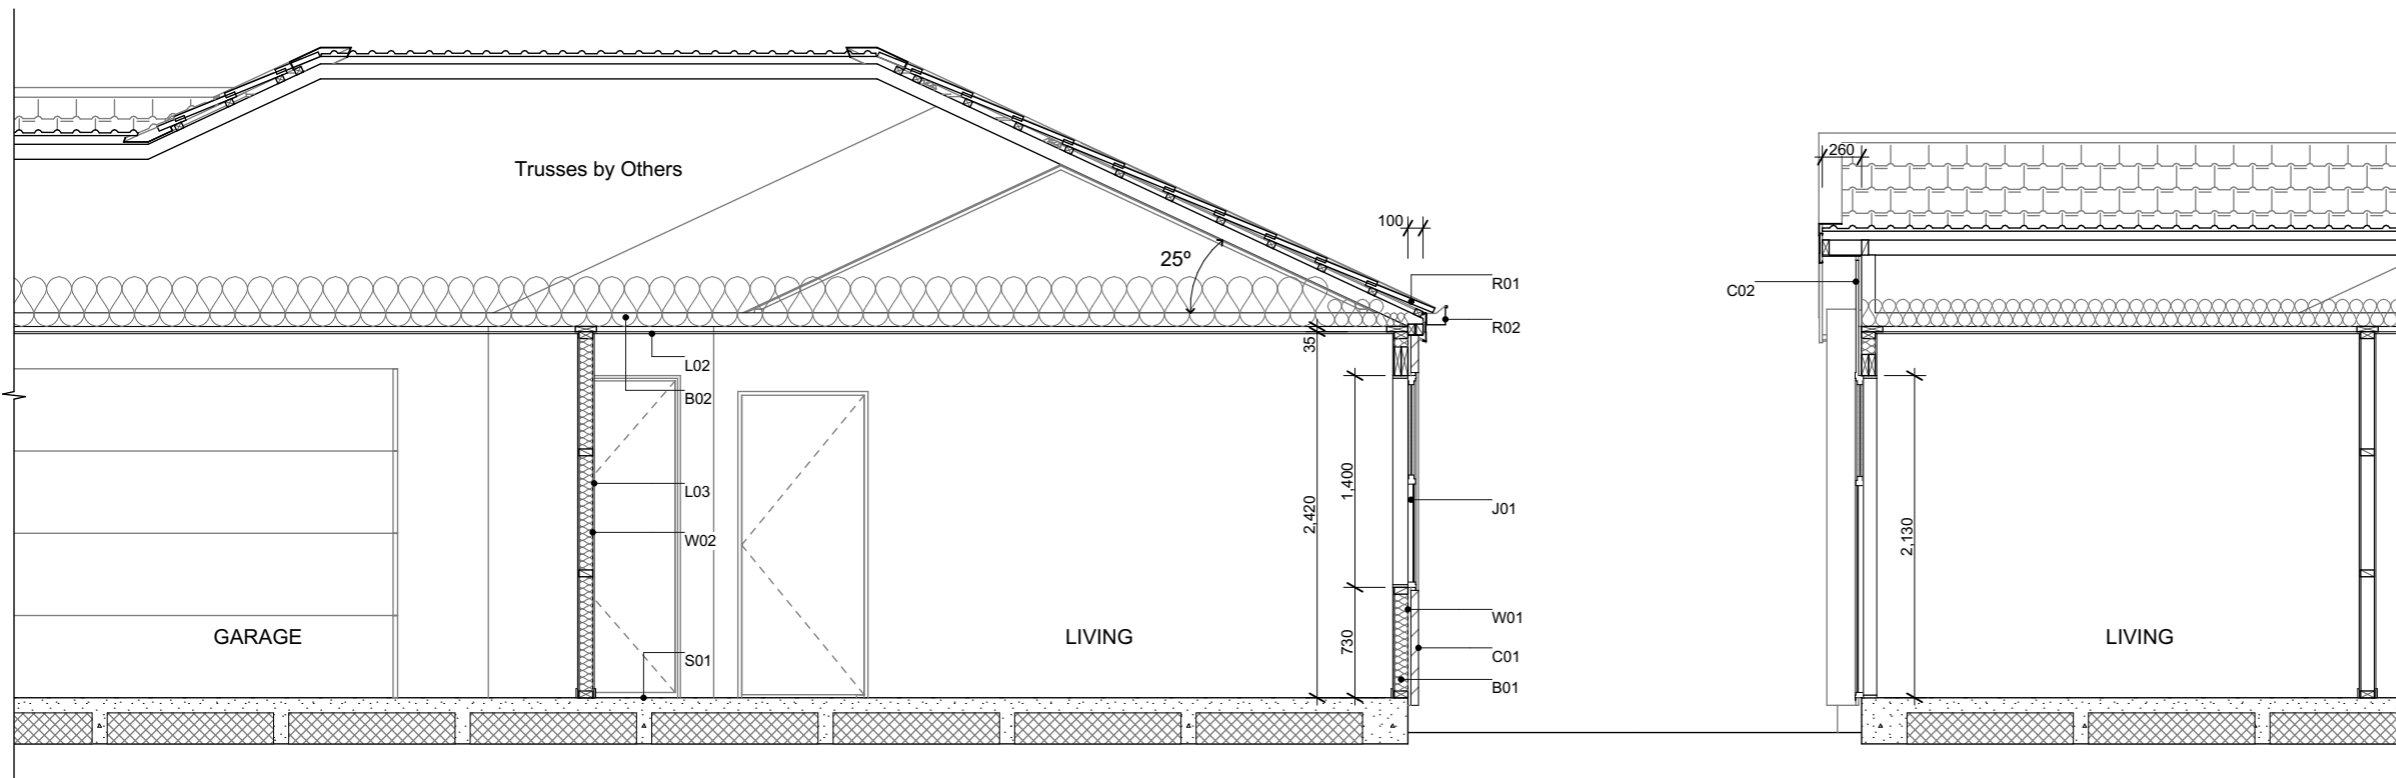 Trusses by Others
260
100
25º
R01
C02
R02
35
L02
B02
1,400
L03
2,420
J01
W02
2,130
W01
GARAGE
LIVING
LIVING
730
C01
S01
B01